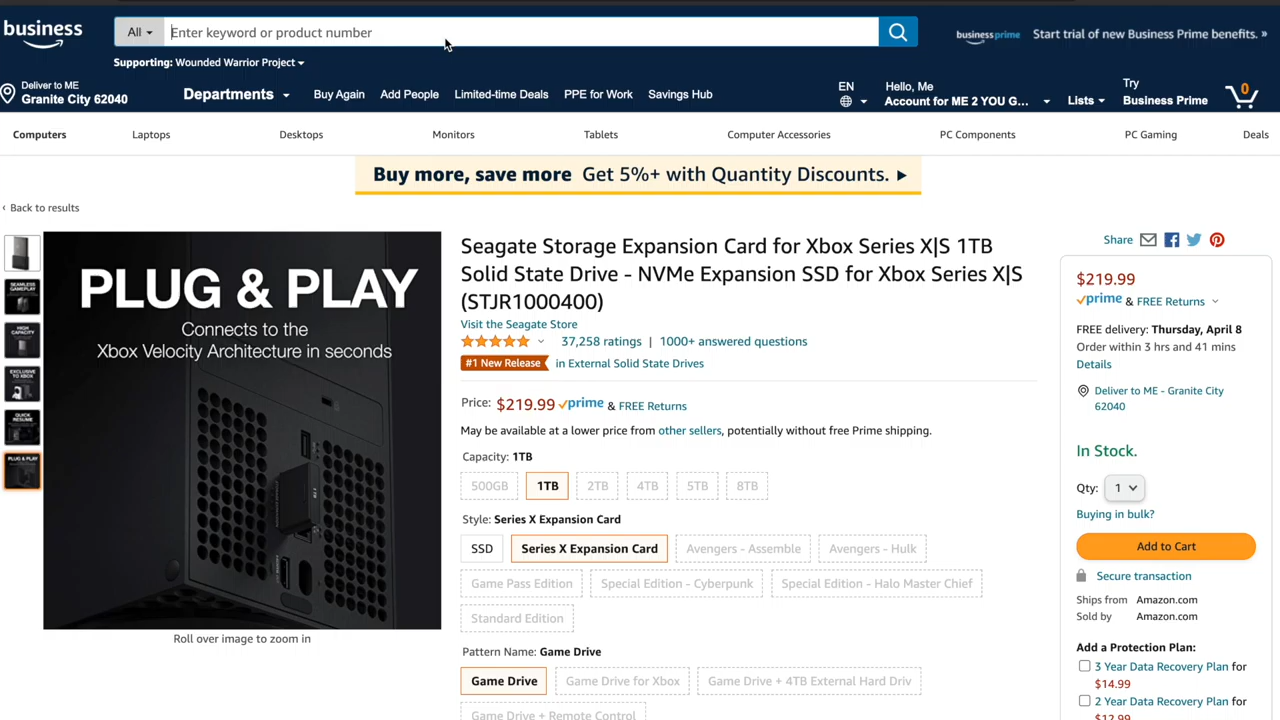 business
All
Enter keyword or product number
business prime
Start trial of new Business Prime benefits. »
Supporting: Wounded Warrior Project
Deliver to ME
Granite City 62040
Departments
Buy Again
Add People
Limited-time Deals
PPE for Work
Savings Hub
EN
Hello, Me
Account for ME 2 YOU G...
Lists
Try
Business Prime
0
Computers
Laptops
Desktops
Monitors
Tablets
Computer Accessories
PC Components
PC Gaming
Deals
Buy more, save more Get 5%+ with Quantity Discounts. ▸
‹ Back to results
SEAMLESS
GAMEPLAY
HIGH
CAPACITY
EXCLUSIVE
TO XBOX
QUICK
RESUME
PLUG & PLAY
PLUG & PLAY
Connects to the
Xbox Velocity Architecture in seconds
Roll over image to zoom in
Seagate Storage Expansion Card for Xbox Series X|S 1TB
Solid State Drive - NVMe Expansion SSD for Xbox Series X|S
(STJR1000400)
Visit the Seagate Store
37,258 ratings | 1000+ answered questions
#1 New Release in External Solid State Drives
Price: $219.99 prime & FREE Returns
May be available at a lower price from other sellers, potentially without free Prime shipping.
Capacity: 1TB
500GB
1TB
2TB
4TB
5TB
8TB
Style: Series X Expansion Card
SSD
Series X Expansion Card
Avengers - Assemble
Avengers - Hulk
Game Pass Edition
Special Edition - Cyberpunk
Special Edition - Halo Master Chief
Standard Edition
Pattern Name: Game Drive
Game Drive
Game Drive for Xbox
Game Drive + 4TB External Hard Driv
Game Drive + Remote Control
Share
$219.99
prime & FREE Returns
FREE delivery: Thursday, April 8
Order within 3 hrs and 41 mins
Details
Deliver to ME - Granite City
62040
In Stock.
Qty: 1
Buying in bulk?
Add to Cart
Secure transaction
Ships from Amazon.com
Sold by Amazon.com
Add a Protection Plan:
3 Year Data Recovery Plan for
$14.99
2 Year Data Recovery Plan for
$12.99